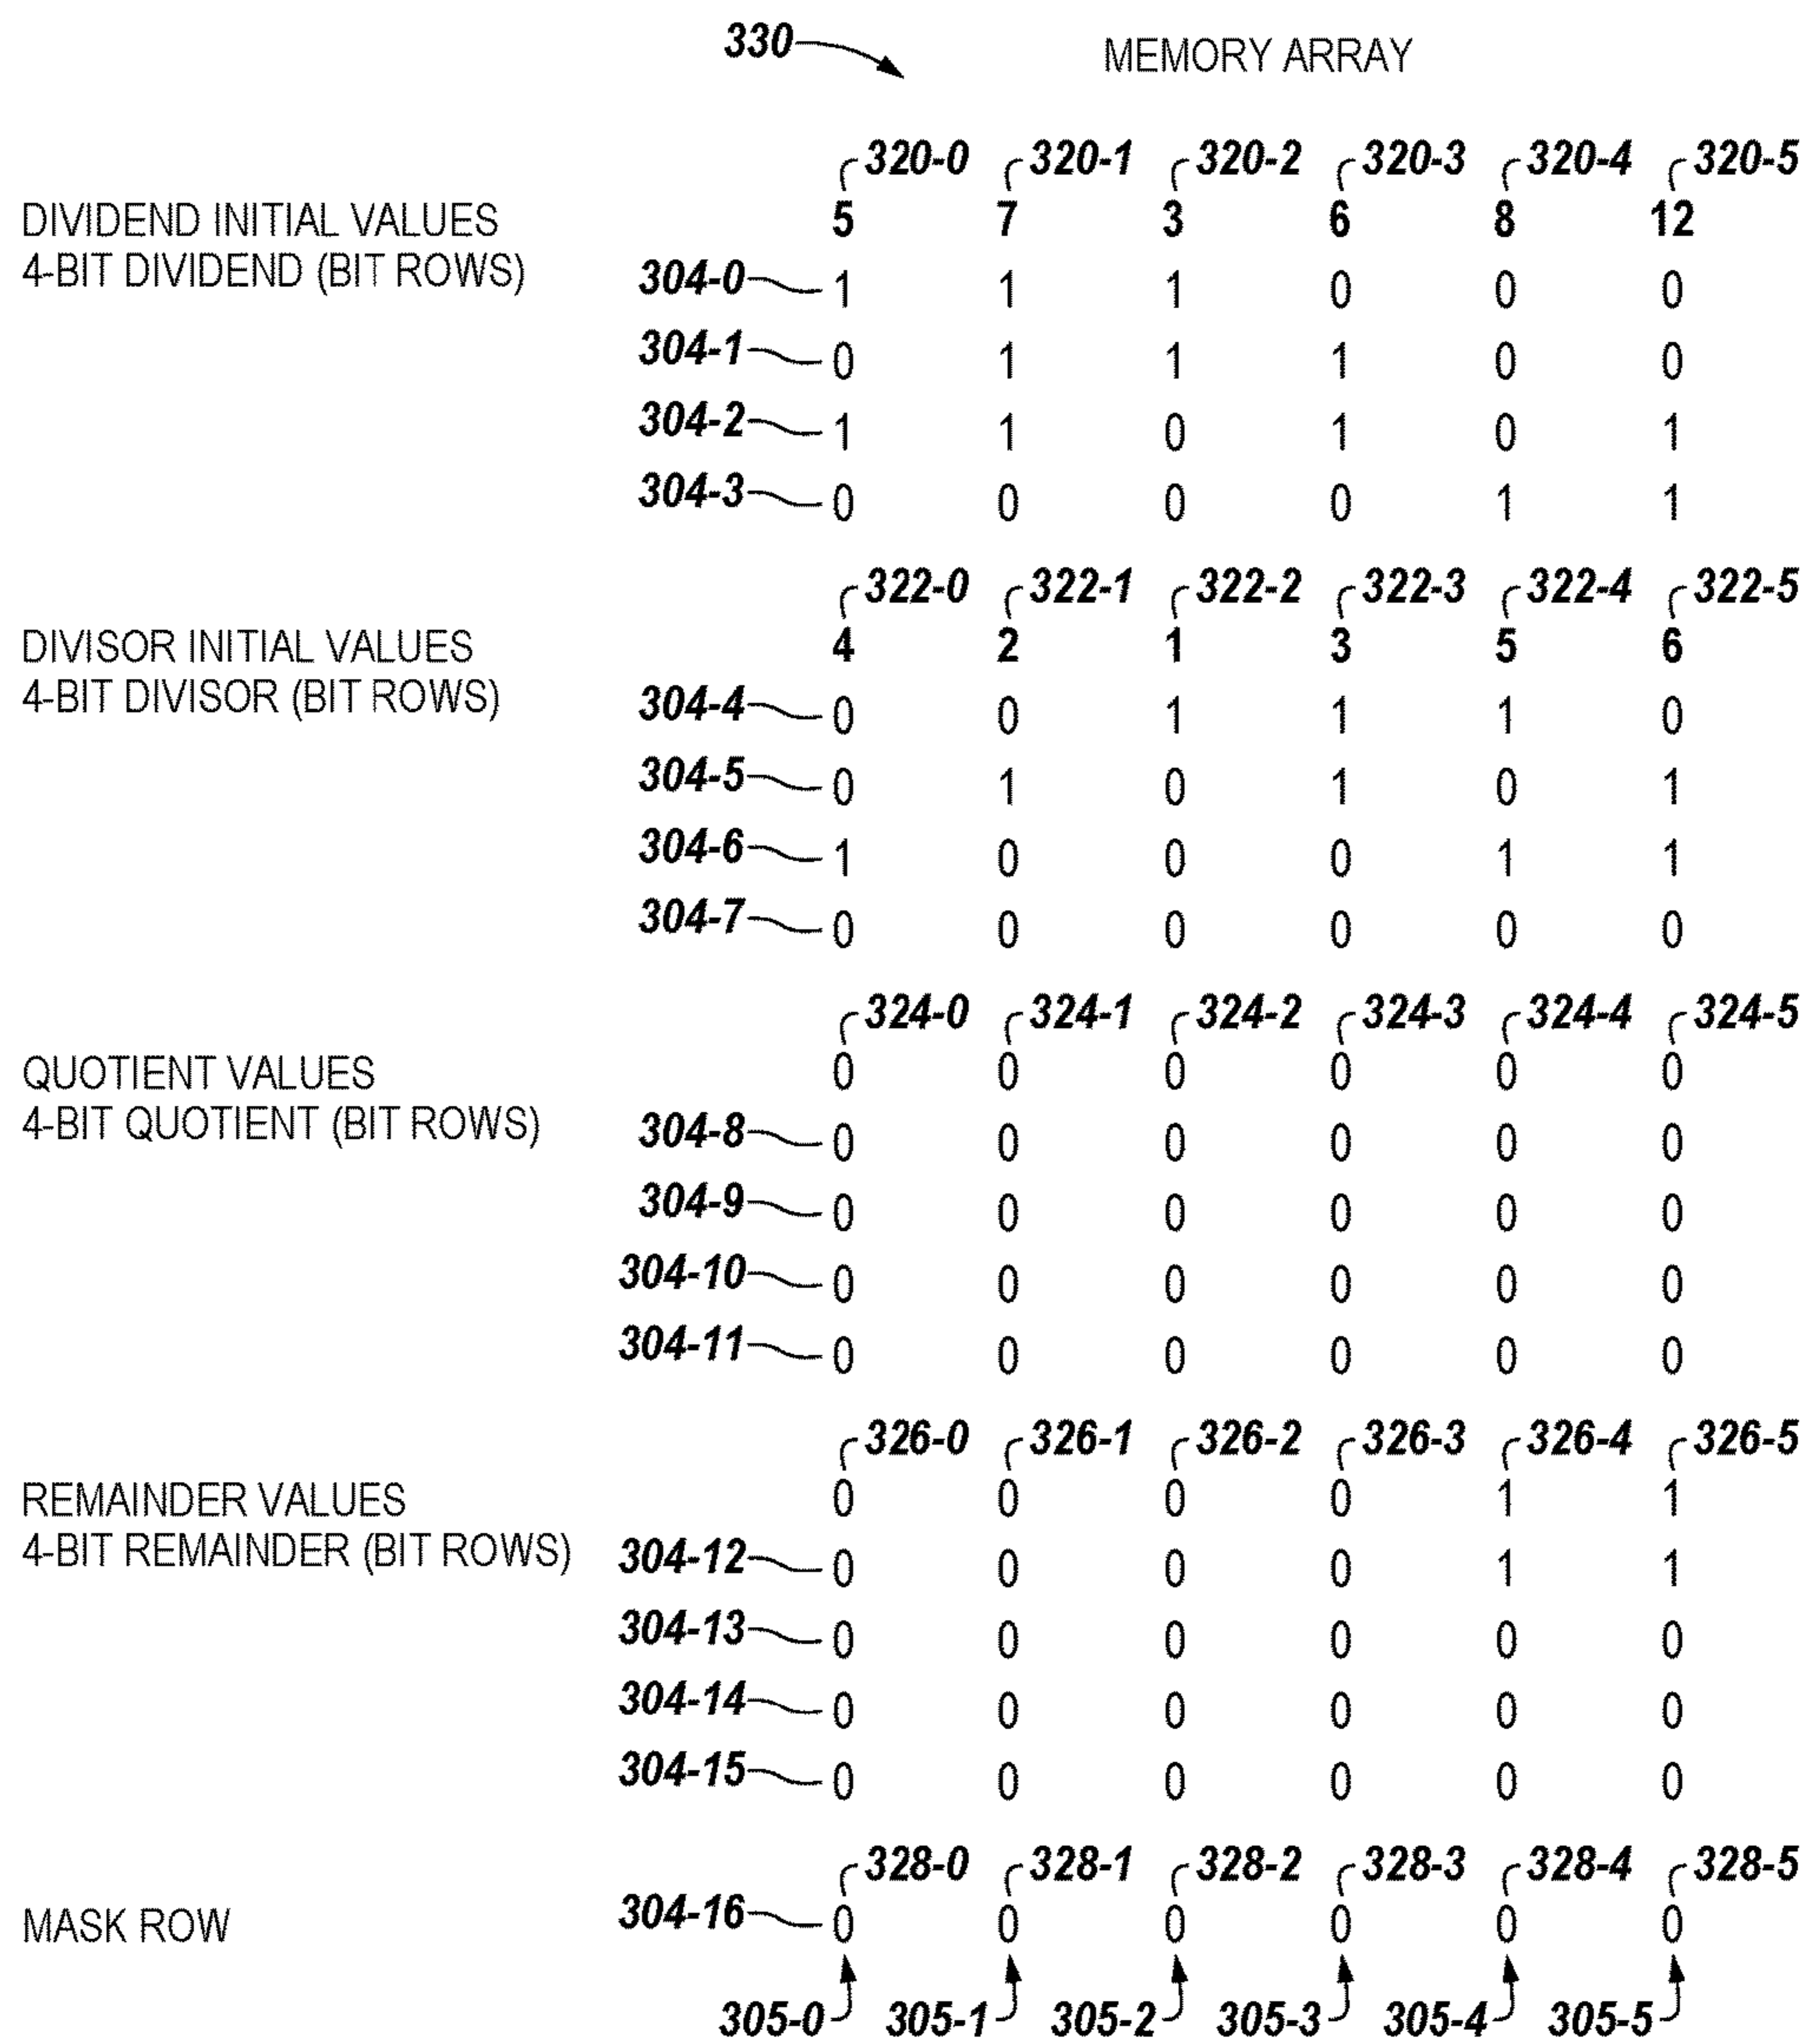 330 MEMORY ARRAY
320-0 320-1 320-2 320-3 320-4 320-5
DIVIDEND INITIAL VALUES 5 7 3 6 8 12
4-BIT DIVIDEND (BIT ROWS)
304-0 1 1 1 0 0 0
304-1 0 1 1 1 0 0
304-2 1 1 0 1 0 1
304-3 0 0 0 0 1 1
322-0 322-1 322-2 322-3 322-4 322-5
DIVISOR INITIAL VALUES 4 2 1 3 5 6
4-BIT DIVISOR (BIT ROWS)
304-4 0 0 1 1 1 0
304-5 0 1 0 1 0 1
304-6 1 0 0 0 1 1
304-7 0 0 0 0 0 0
324-0 324-1 324-2 324-3 324-4 324-5
QUOTIENT VALUES 0 0 0 0 0 0
4-BIT QUOTIENT (BIT ROWS)
304-8 0 0 0 0 0 0
304-9 0 0 0 0 0 0
304-10 0 0 0 0 0 0
304-11 0 0 0 0 0 0
326-0 326-1 326-2 326-3 326-4 326-5
REMAINDER VALUES 0 0 0 0 1 1
4-BIT REMAINDER (BIT ROWS)
304-12 0 0 0 0 1 1
304-13 0 0 0 0 0 0
304-14 0 0 0 0 0 0
304-15 0 0 0 0 0 0
328-0 328-1 328-2 328-3 328-4 328-5
MASK ROW 304-16 0 0 0 0 0 0
305-0 305-1 305-2 305-3 305-4 305-5